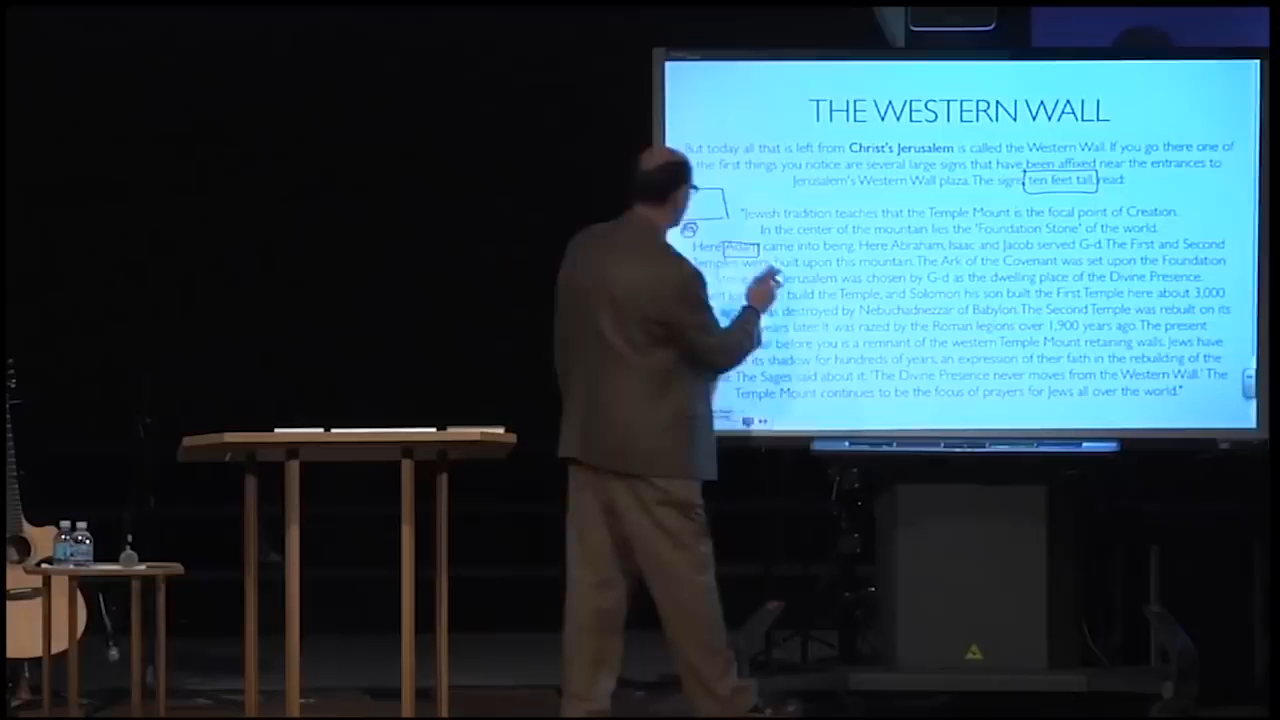 THE WESTERN WALL
But today all that is left from Christ's Jerusalem is called the Western Wall. If you go there one of
the first things you notice are several large signs that have been affixed near the entrances to
Jerusalem's Western Wall plaza. The signs ten feet tall read:
"Jewish tradition teaches that the Temple Mount is the focal point of Creation.
In the center of the mountain lies the 'Foundation Stone' of the world.
Here Adam came into being. Here Abraham, Isaac and Jacob served G-d. The First and Second
Temples were built upon this mountain. The Ark of the Covenant was set upon the Foundation
Jerusalem was chosen by G-d as the dwelling place of the Divine Presence.
build the Temple, and Solomon his son built the First Temple here about 3,000
destroyed by Nebuchadnezzar of Babylon. The Second Temple was rebuilt on its
years later. It was razed by the Roman legions over 1,900 years ago. The present
before you is a remnant of the western Temple Mount retaining walls. Jews have
its shadow for hundreds of years, an expression of their faith in the rebuilding of the
The Sages said about it: 'The Divine Presence never moves from the Western Wall.' The
Temple Mount continues to be the focus of prayers for Jews all over the world."